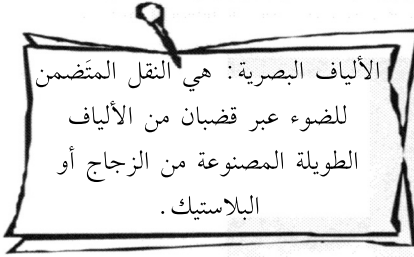 الألياف البصرية: هي النقل المتَضمن
للضوء عبر قضبان من الألياف
الطويلة المصنوعة من الزجاج أو
البلاستيك.